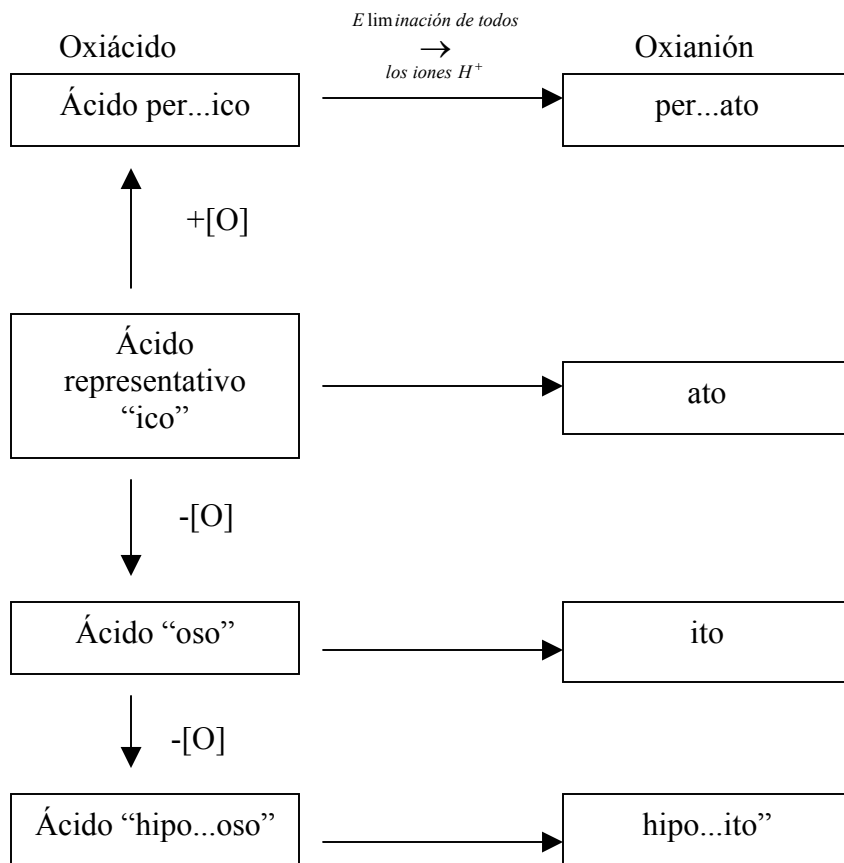 Oxiácido
E liminación de todos
→
los iones H⁺
Oxianión
Ácido per...ico
per...ato
+[O]
Ácido
representativo
“ico”
ato
-[O]
Ácido “oso”
ito
-[O]
Ácido “hipo...oso”
hipo...ito”